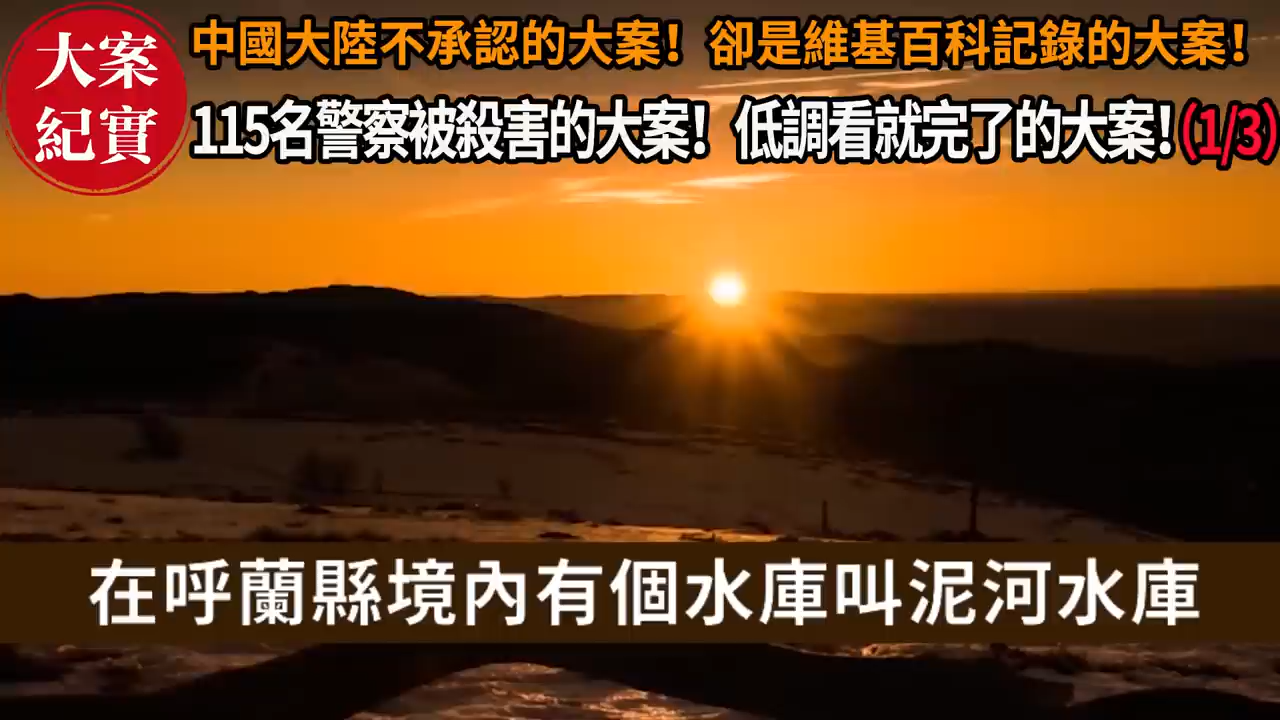 大案
紀實
中國大陸不承認的大案！卻是維基百科記錄的大案！
115名警察被殺害的大案！低調看就完了的大案！(1/3)
在呼蘭縣境內有個水庫叫泥河水庫